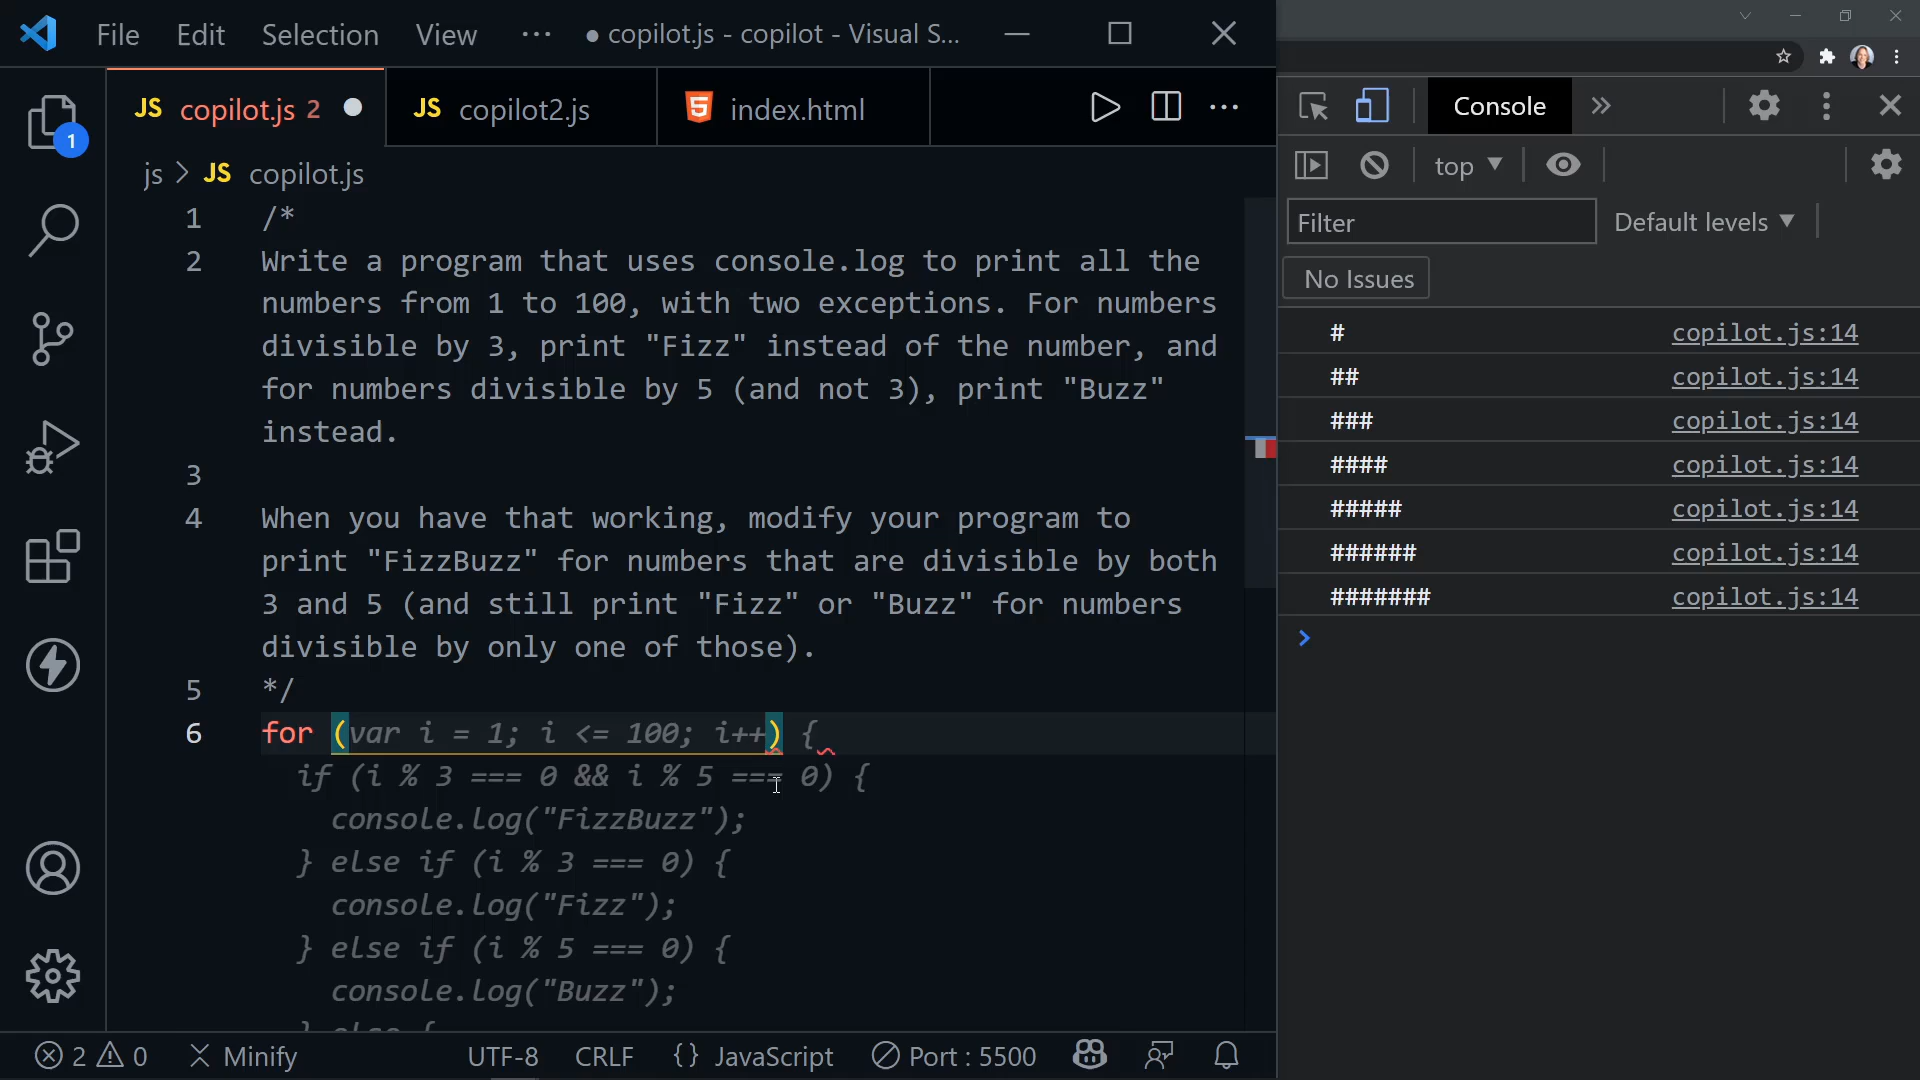 File Edit Selection View ··· ● copilot.js - copilot - Visual S...
JS copilot.js 2 ● JS copilot2.js index.html
js > JS copilot.js
1 /*
2 Write a program that uses console.log to print all the
numbers from 1 to 100, with two exceptions. For numbers
divisible by 3, print "Fizz" instead of the number, and
for numbers divisible by 5 (and not 3), print "Buzz"
instead.
3
4 When you have that working, modify your program to
print "FizzBuzz" for numbers that are divisible by both
3 and 5 (and still print "Fizz" or "Buzz" for numbers
divisible by only one of those).
5 */
6 for (var i = 1; i <= 100; i++) {
if (i % 3 === 0 && i % 5 === 0) {
console.log("FizzBuzz");
} else if (i % 3 === 0) {
console.log("Fizz");
} else if (i % 5 === 0) {
console.log("Buzz");
} else {
1
2 0 Minify UTF-8 CRLF {} JavaScript Port : 5500
Console »
top ▼
Filter Default levels ▼
No Issues
# copilot.js:14
## copilot.js:14
### copilot.js:14
#### copilot.js:14
##### copilot.js:14
###### copilot.js:14
####### copilot.js:14
>